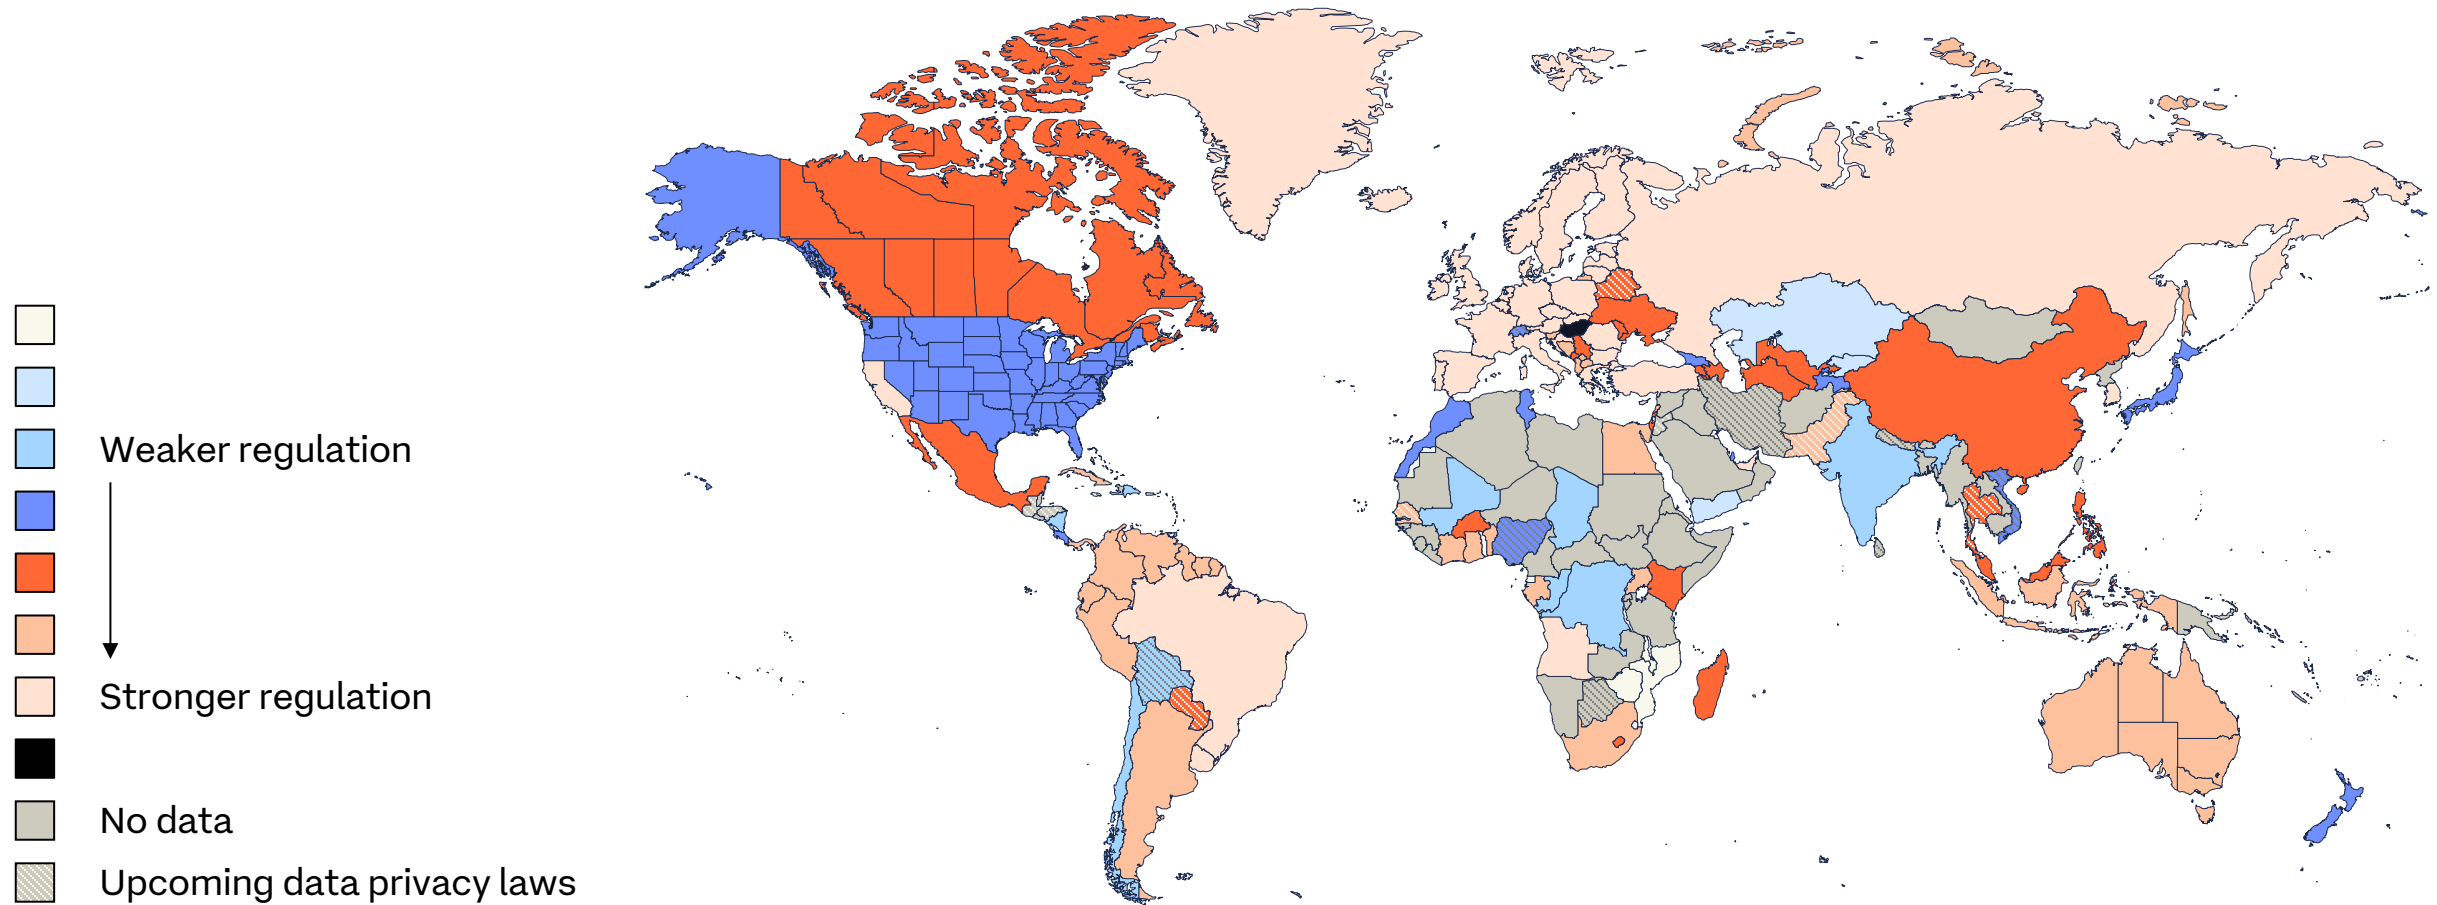 Weaker regulation
Stronger regulation
No data
Upcoming data privacy laws